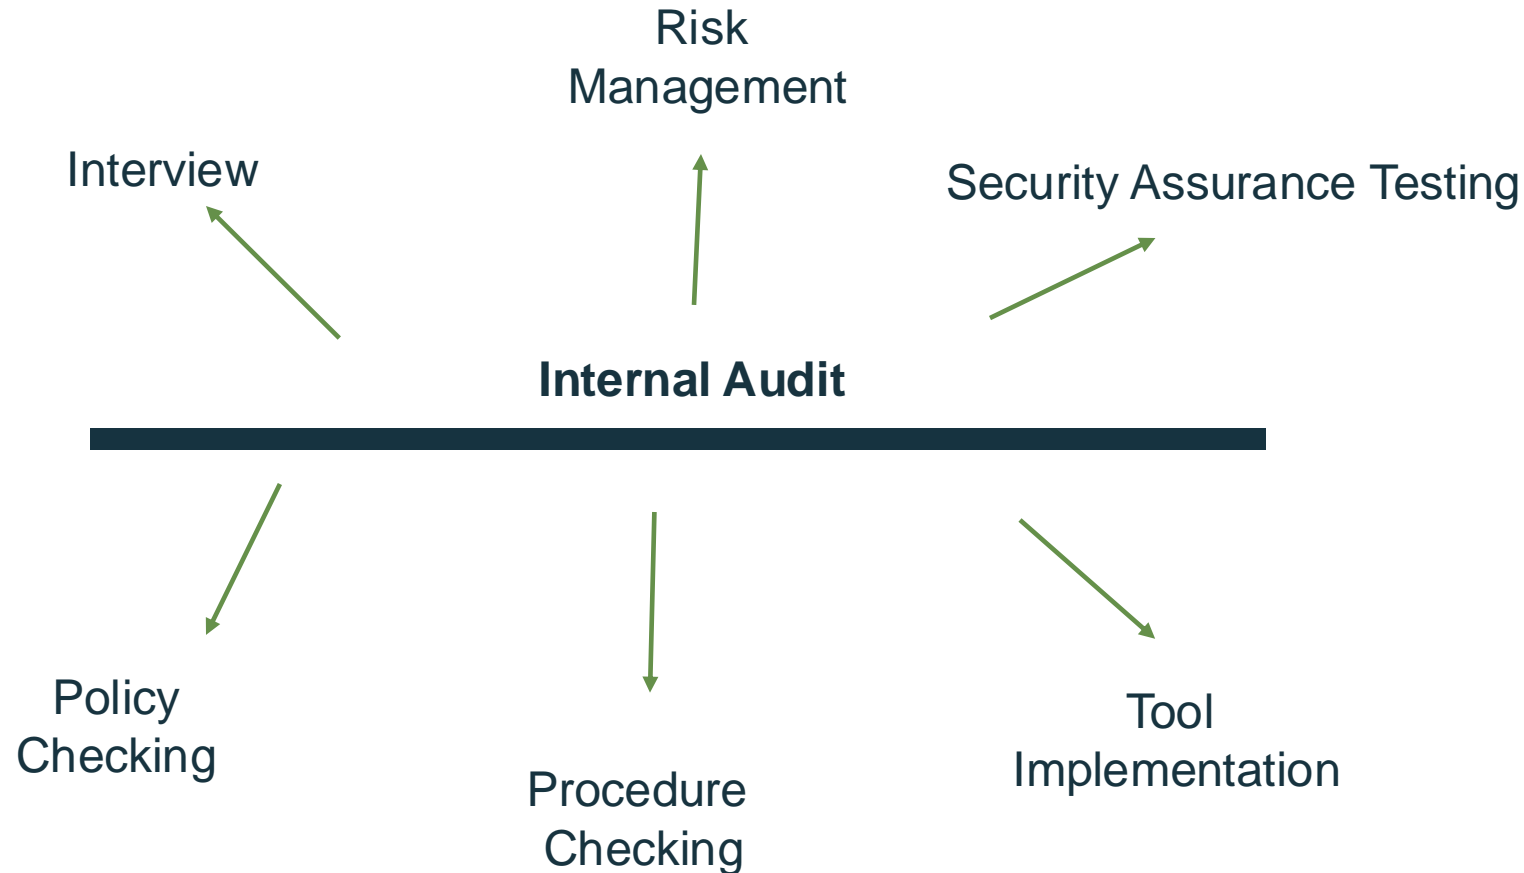 Risk
Management
Interview
Security Assurance Testing
Internal Audit
Policy
Checking
Procedure
Checking
Tool
Implementation